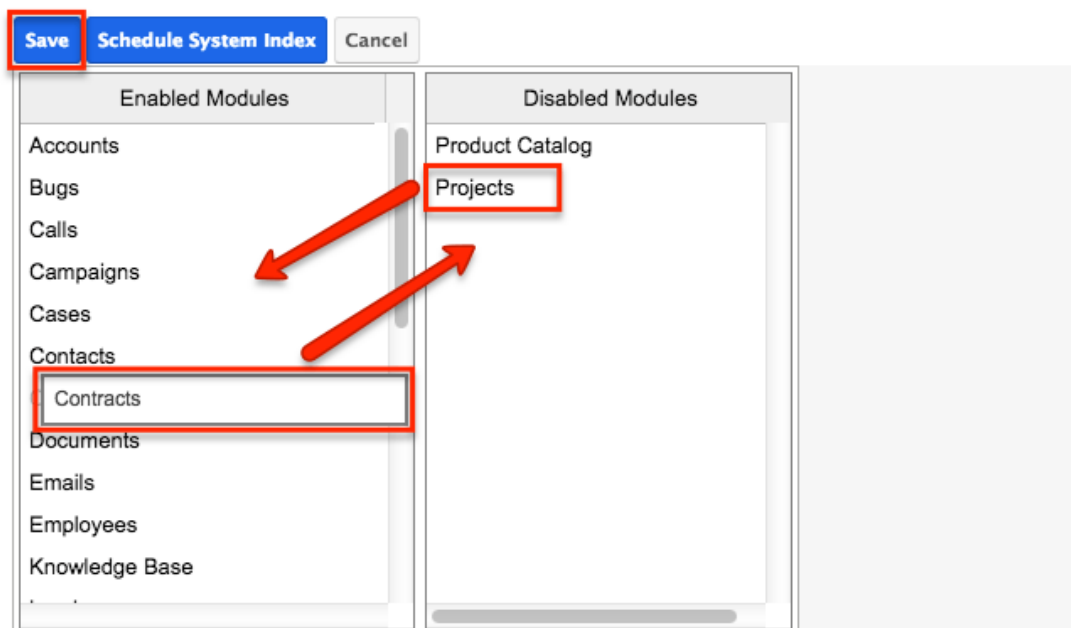 Save Schedule System Index Cancel
Enabled Modules Disabled Modules
Accounts Product Catalog
Bugs Projects
Calls
Campaigns
Cases
Contacts
Contracts
Documents
Emails
Employees
Knowledge Base